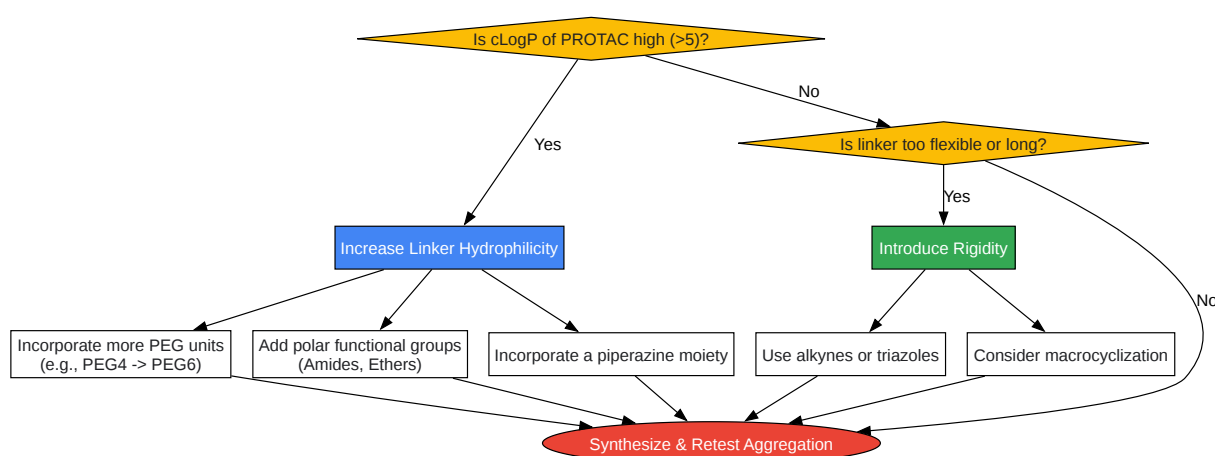 Is cLogP of PROTAC high (>5)?
No
Is linker too flexible or long?
Yes
Yes
Increase Linker Hydrophilicity
Introduce Rigidity
No
Incorporate more PEG units
(e.g., PEG4 -> PEG6)
Add polar functional groups
(Amides, Ethers)
Incorporate a piperazine moiety
Use alkynes or triazoles
Consider macrocyclization
Synthesize & Retest Aggregation